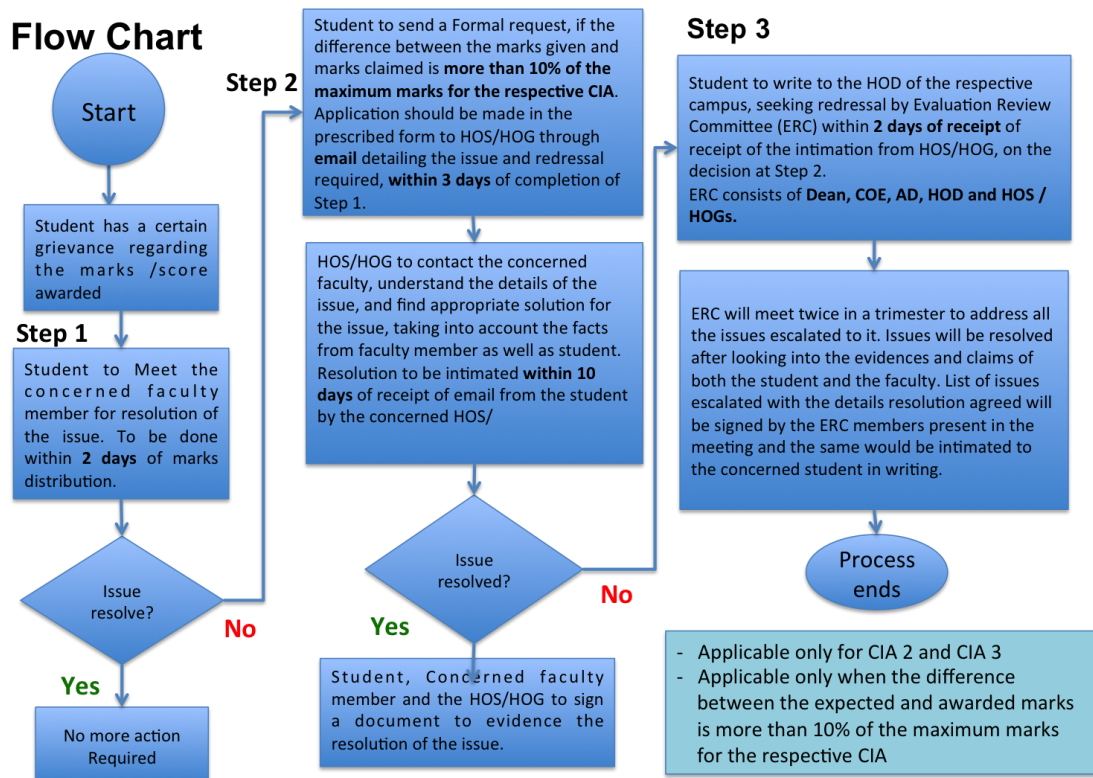 Flow Chart
Start
Student has a certain
grievance regarding
the marks /score
awarded
Step 1
Student to Meet the
concerned faculty
member for resolution of
the issue. To be done
within 2 days of marks
distribution.
Issue
resolve?
No
Yes
No more action
Required
Step 2
Student to send a Formal request, if the
difference between the marks given and
marks claimed is more than 10% of the
maximum marks for the respective CIA.
Application should be made in the
prescribed form to HOS/HOG through
email detailing the issue and redressal
required, within 3 days of completion of
Step 1.
HOS/HOG to contact the concerned
faculty, understand the details of the
issue, and find appropriate solution for
the issue, taking into account the facts
from faculty member as well as student.
Resolution to be intimated within 10
days of receipt of email from the student
by the concerned HOS/
Issue
resolved?
No
Yes
Student, Concerned faculty
member and the HOS/HOG to sign
a document to evidence the
resolution of the issue.
Step 3
Student to write to the HOD of the respective
campus, seeking redressal by Evaluation Review
Committee (ERC) within 2 days of receipt of
receipt of the intimation from HOS/HOG, on the
decision at Step 2.
ERC consists of Dean, COE, AD, HOD and HOS /
HOGs.
ERC will meet twice in a trimester to address all
the issues escalated to it. Issues will be resolved
after looking into the evidences and claims of
both the student and the faculty. List of issues
escalated with the details resolution agreed will
be signed by the ERC members present in the
meeting and the same would be intimated to
the concerned student in writing.
Process
ends
- Applicable only for CIA 2 and CIA 3
- Applicable only when the difference
between the expected and awarded marks
is more than 10% of the maximum marks
for the respective CIA